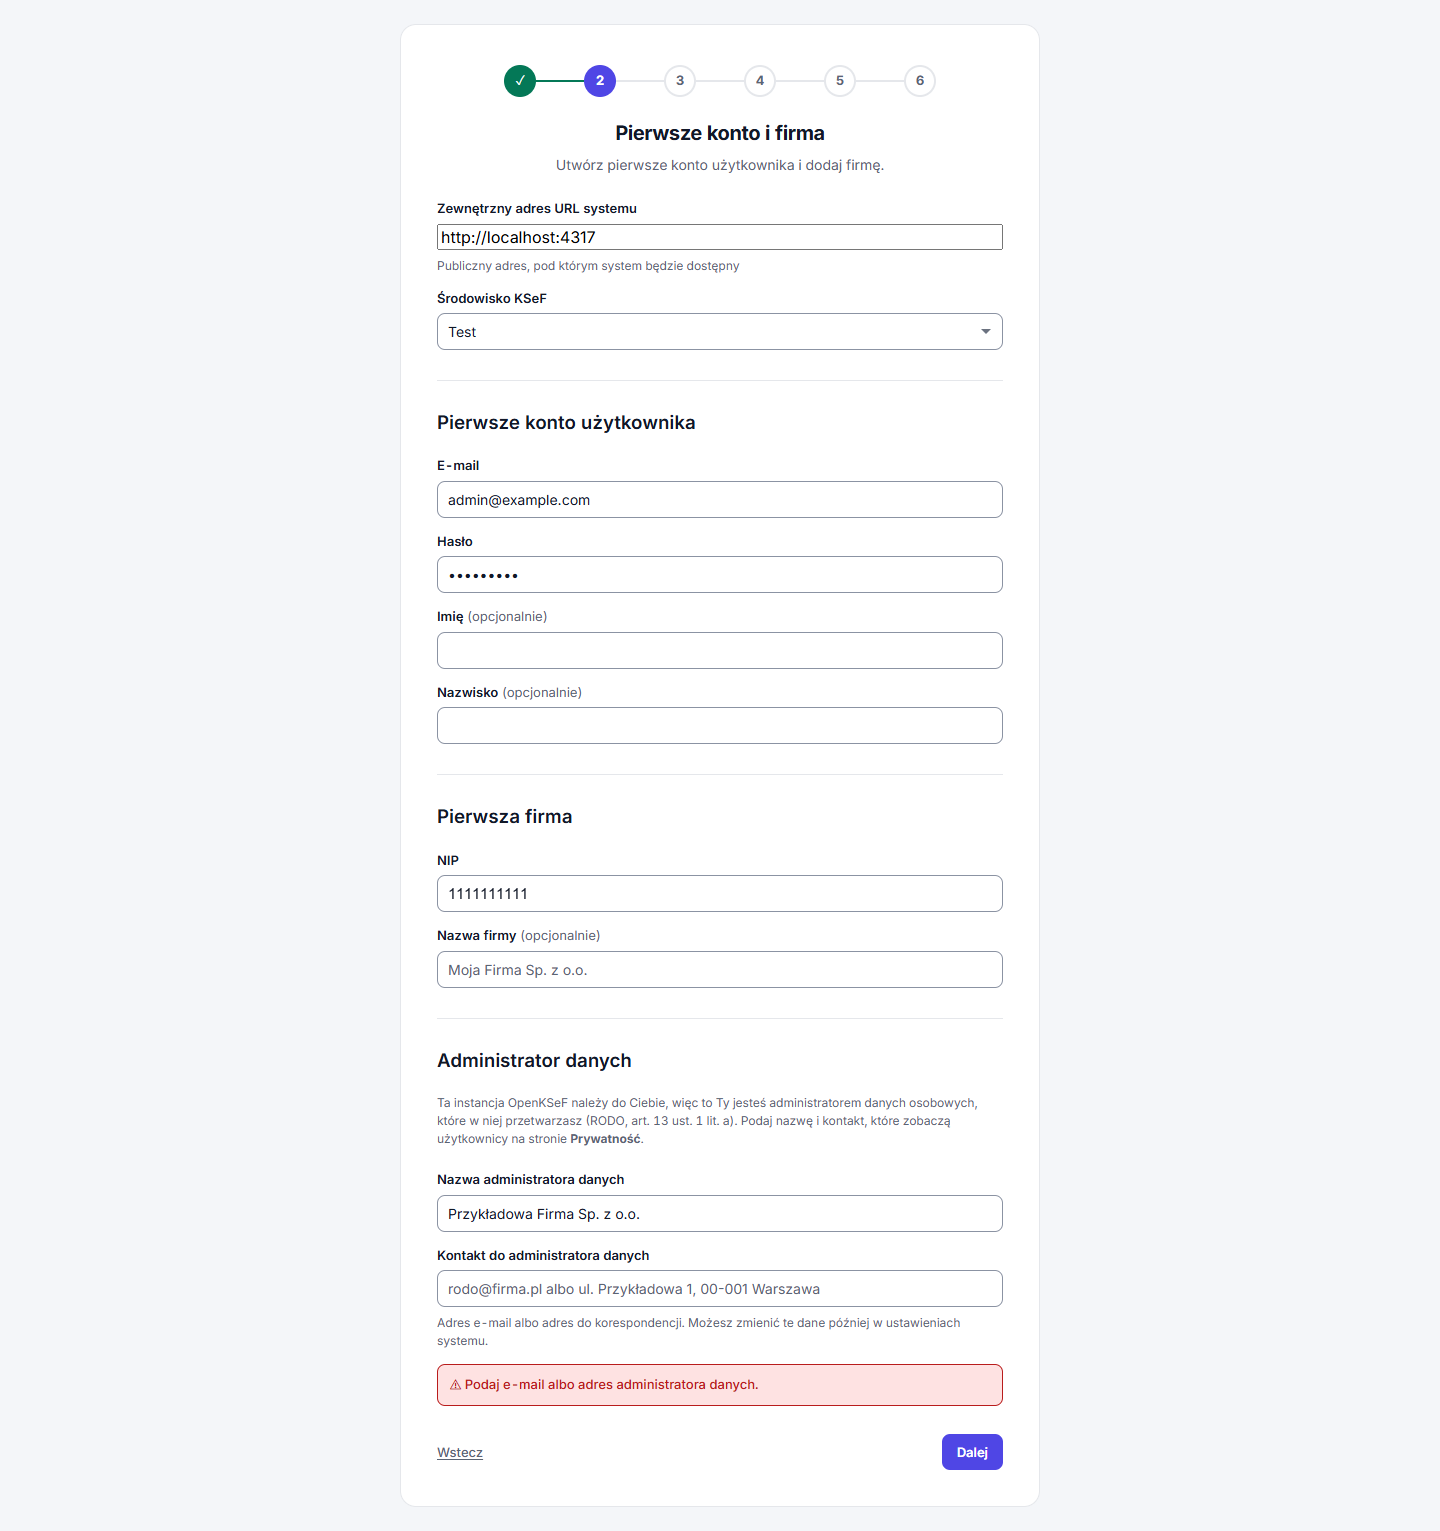 ✓ 2 3 4 5 6
Pierwsze konto i firma
Utwórz pierwsze konto użytkownika i dodaj firmę.
Zewnętrzny adres URL systemu
http://localhost:4317
Publiczny adres, pod którym system będzie dostępny
Środowisko KSeF
Test
Pierwsze konto użytkownika
E-mail
admin@example.com
Hasło
•••••••••
Imię (opcjonalnie)
Nazwisko (opcjonalnie)
Pierwsza firma
NIP
1111111111
Nazwa firmy (opcjonalnie)
Moja Firma Sp. z o.o.
Administrator danych
Ta instancja OpenKSeF należy do Ciebie, więc to Ty jesteś administratorem danych osobowych,
które w niej przetwarzasz (RODO, art. 13 ust. 1 lit. a). Podaj nazwę i kontakt, które zobaczą
użytkownicy na stronie Prywatność.
Nazwa administratora danych
Przykładowa Firma Sp. z o.o.
Kontakt do administratora danych
rodo@firma.pl albo ul. Przykładowa 1, 00-001 Warszawa
Adres e-mail albo adres do korespondencji. Możesz zmienić te dane później w ustawieniach
systemu.
⚠ Podaj e-mail albo adres administratora danych.
Wstecz
Dalej